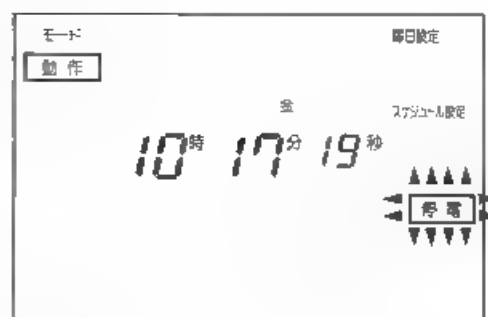 モード 曜日設定
動作
金 スケジュール設定
10時 17分 19秒
停電